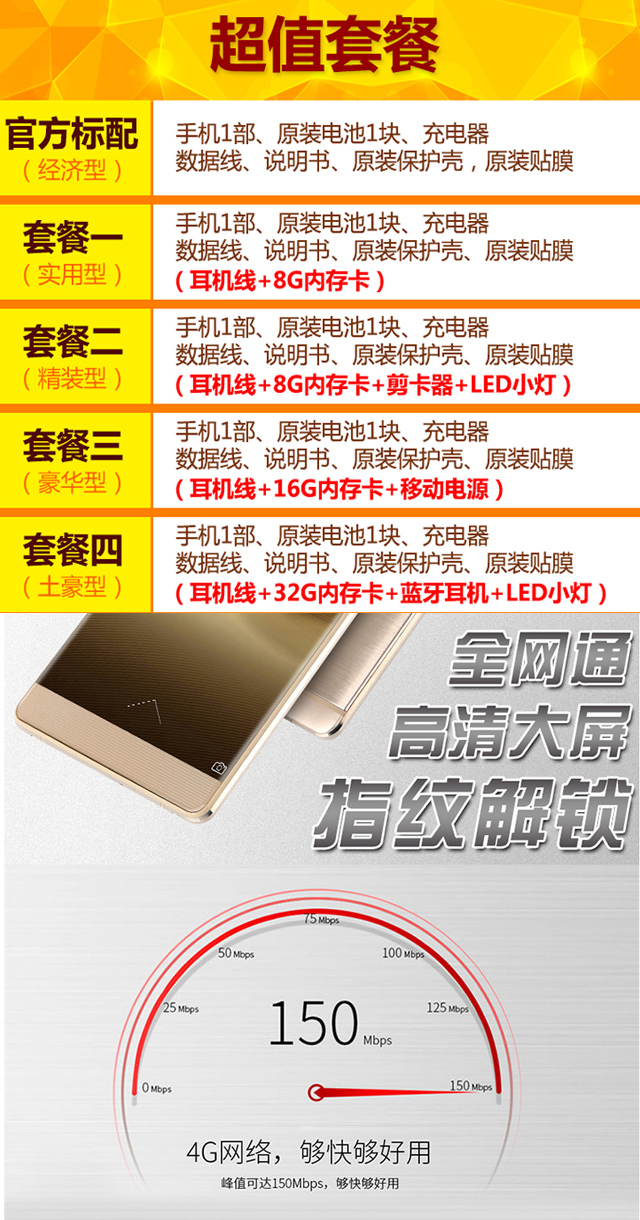 超值套餐
官方标配
（经济型）
手机1部、原装电池1块、充电器
数据线、说明书、原装保护壳，原装贴膜
套餐一
（实用型）
手机1部、原装电池1块、充电器
数据线、说明书、原装保护壳、原装贴膜
（耳机线+8G内存卡）
套餐二
（精装型）
手机1部、原装电池1块、充电器
数据线、说明书、原装保护壳、原装贴膜
（耳机线+8G内存卡+剪卡器+LED小灯）
套餐三
（豪华型）
手机1部、原装电池1块、充电器
数据线、说明书、原装保护壳、原装贴膜
（耳机线+16G内存卡+移动电源）
套餐四
（土豪型）
手机1部、原装电池1块、充电器
数据线、说明书、原装保护壳、原装贴膜
（耳机线+32G内存卡+蓝牙耳机+LED小灯）
全网通
高清大屏
指纹解锁
75 Mbps
50 Mbps
100 Mbps
25 Mbps
125 Mbps
150 Mbps
0 Mbps
150 Mbps
4G网络，够快够好用
峰值可达150Mbps，够快够好用